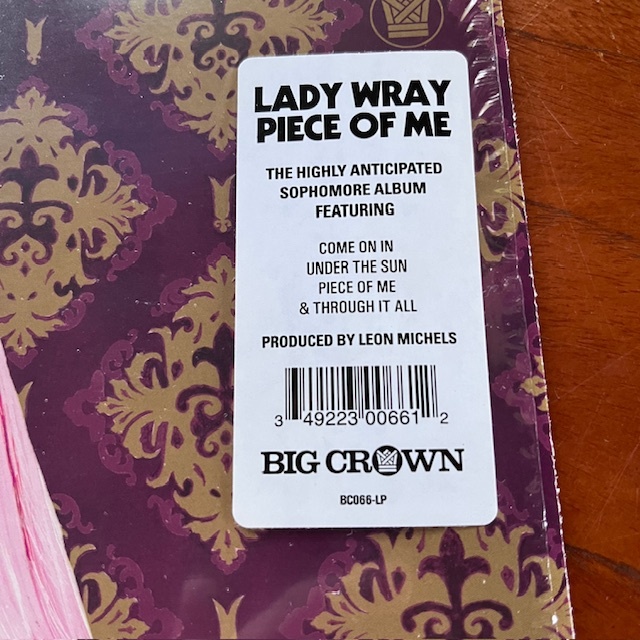 LADY WRAY
PIECE OF ME
THE HIGHLY ANTICIPATED
SOPHOMORE ALBUM
FEATURING
COME ON IN
UNDER THE SUN
PIECE OF ME
& THROUGH IT ALL
PRODUCED BY LEON MICHELS
3 49223 00661 2
BIG CROWN
BC066-LP